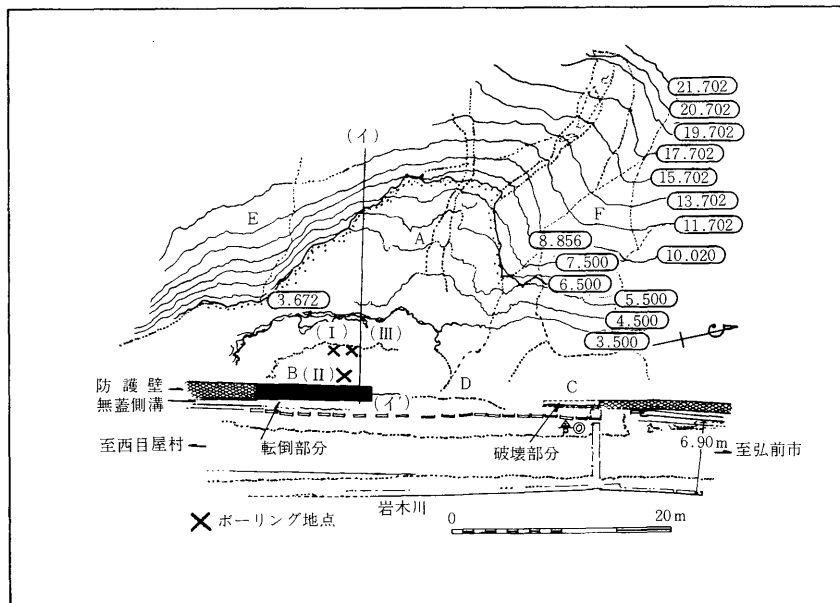 21.702
20.702
19.702
17.702
15.702
13.702
11.702
10.020
8.856
7.500
6.500
5.500
4.500
3.500
3.672
(イ)
E
A
F
(I)
(III)
B
(II)
D
C
(イ')
防護壁
無蓋側溝
転倒部分
破壊部分
6.90m
至西目屋村
至弘前市
岩木川
ボーリング地点
0
20m